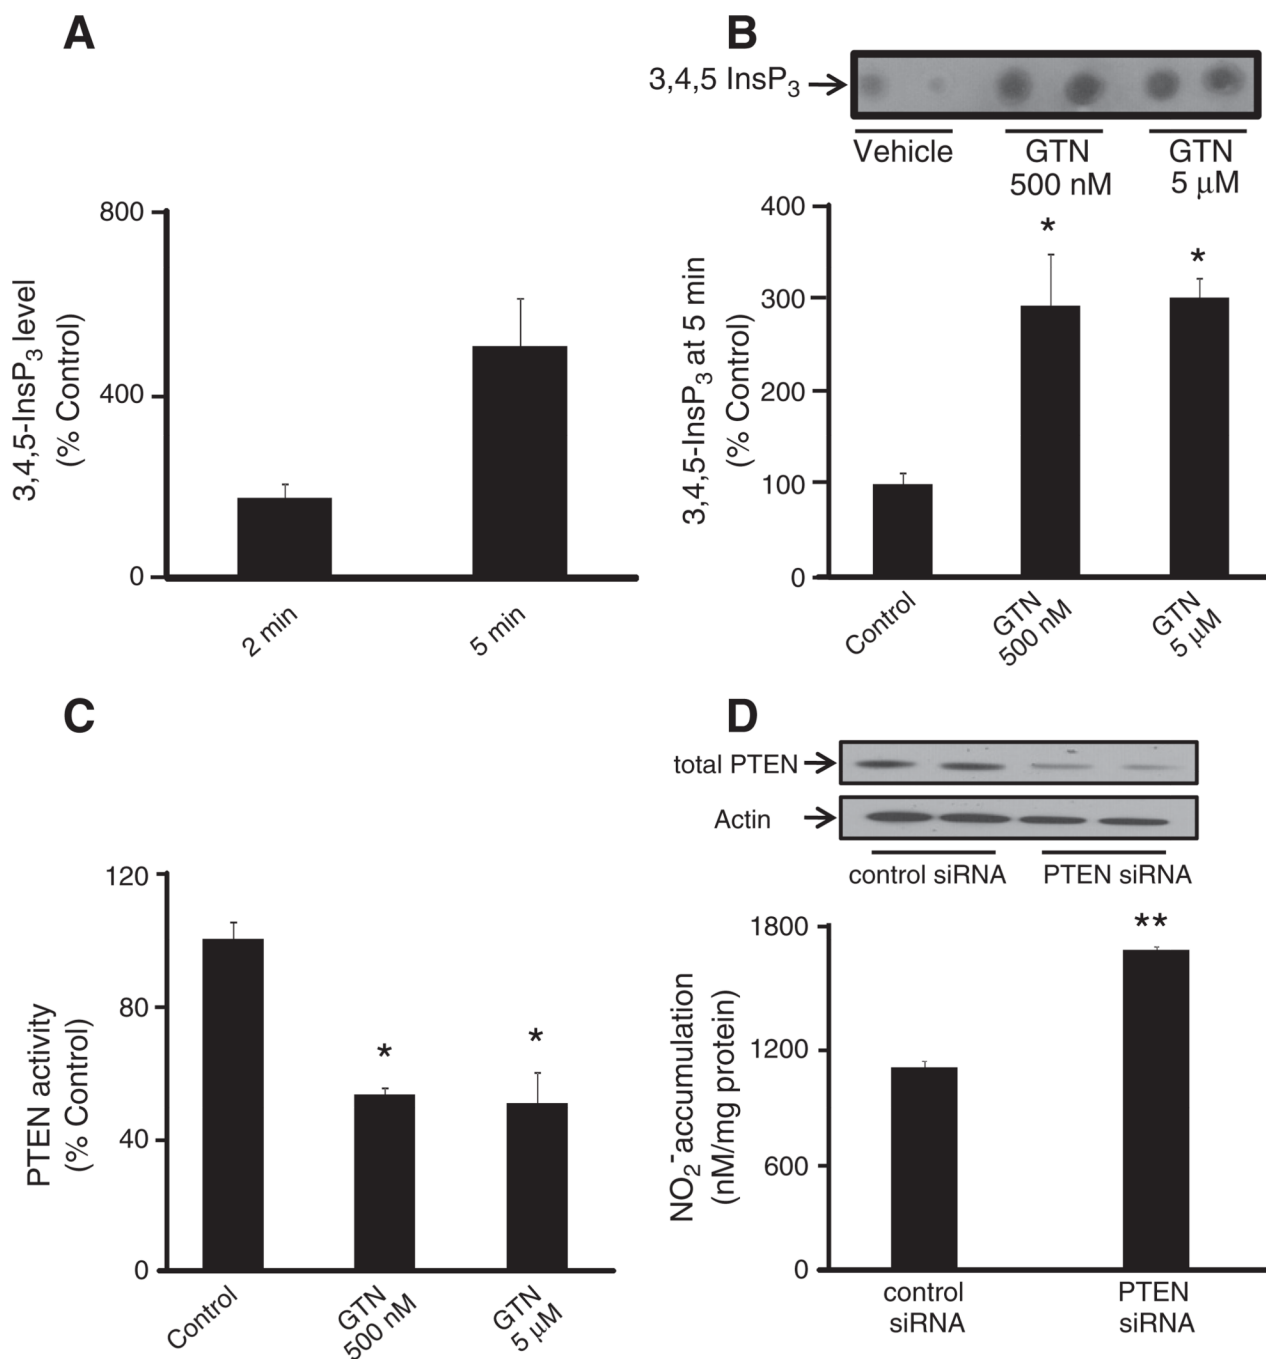 A
3,4,5-InsP3 level
(% Control)
800
400
0
2 min
5 min
B
3,4,5 InsP3
Vehicle
GTN
500 nM
GTN
5 μM
3,4,5-InsP3 at 5 min
(% Control)
400
300
200
100
0
*
*
Control
GTN
500 nM
GTN
5 μM
C
PTEN activity
(% Control)
120
80
40
0
*
*
Control
GTN
500 nM
GTN
5 μM
D
total PTEN
Actin
control siRNA
PTEN siRNA
NO2- accumulation
(nM/mg protein)
1800
1200
600
0
**
control
siRNA
PTEN
siRNA